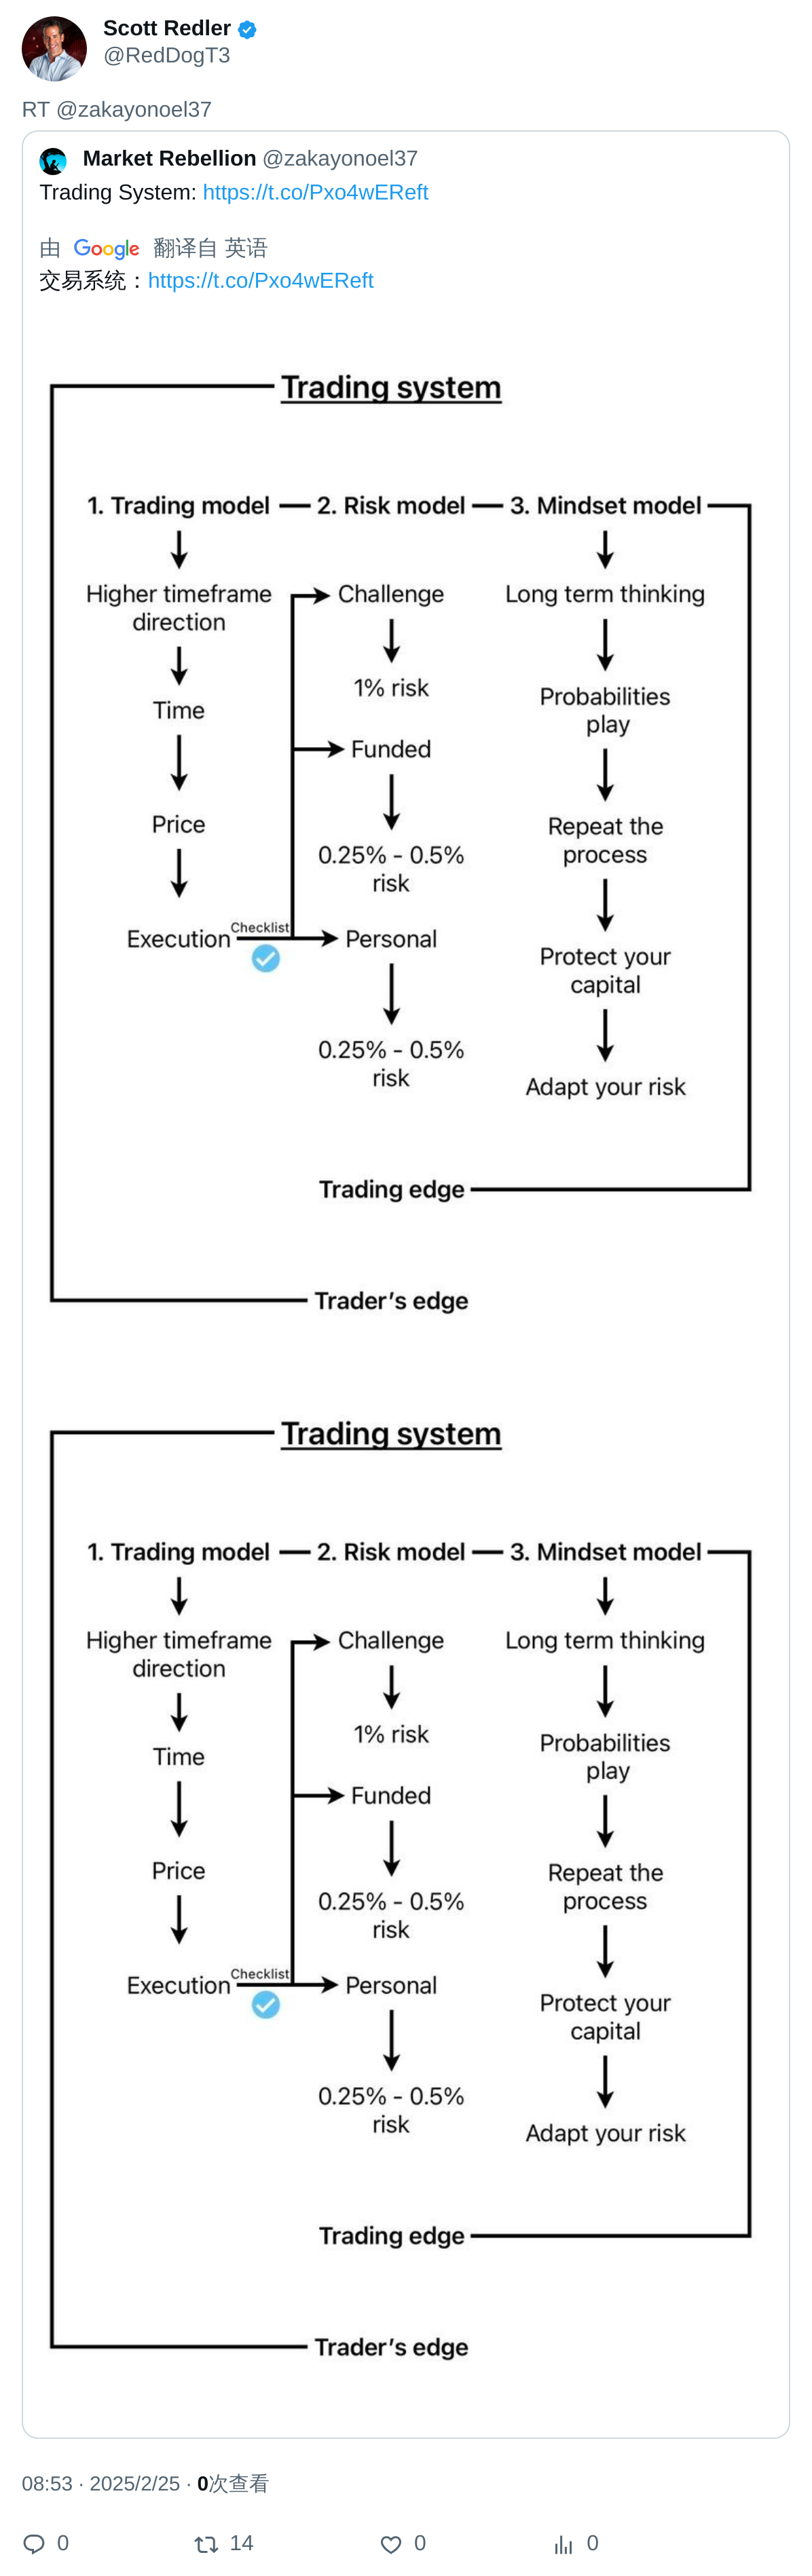 Scott Redler
@RedDogT3
RT @zakayonoel37
Market Rebellion @zakayonoel37
Trading System: https://t.co/Pxo4wEReft
由 Google 翻译自 英语
交易系统：https://t.co/Pxo4wEReft
Trading system
1. Trading model — 2. Risk model — 3. Mindset model
Higher timeframe
direction
Time
Price
Execution
Checklist
Challenge
1% risk
Funded
0.25% - 0.5%
risk
Personal
0.25% - 0.5%
risk
Long term thinking
Probabilities
play
Repeat the
process
Protect your
capital
Adapt your risk
Trading edge
Trader's edge
Trading system
1. Trading model — 2. Risk model — 3. Mindset model
Higher timeframe
direction
Time
Price
Execution
Checklist
Challenge
1% risk
Funded
0.25% - 0.5%
risk
Personal
0.25% - 0.5%
risk
Long term thinking
Probabilities
play
Repeat the
process
Protect your
capital
Adapt your risk
Trading edge
Trader's edge
08:53 · 2025/2/25 · 0次查看
0 14 0 0